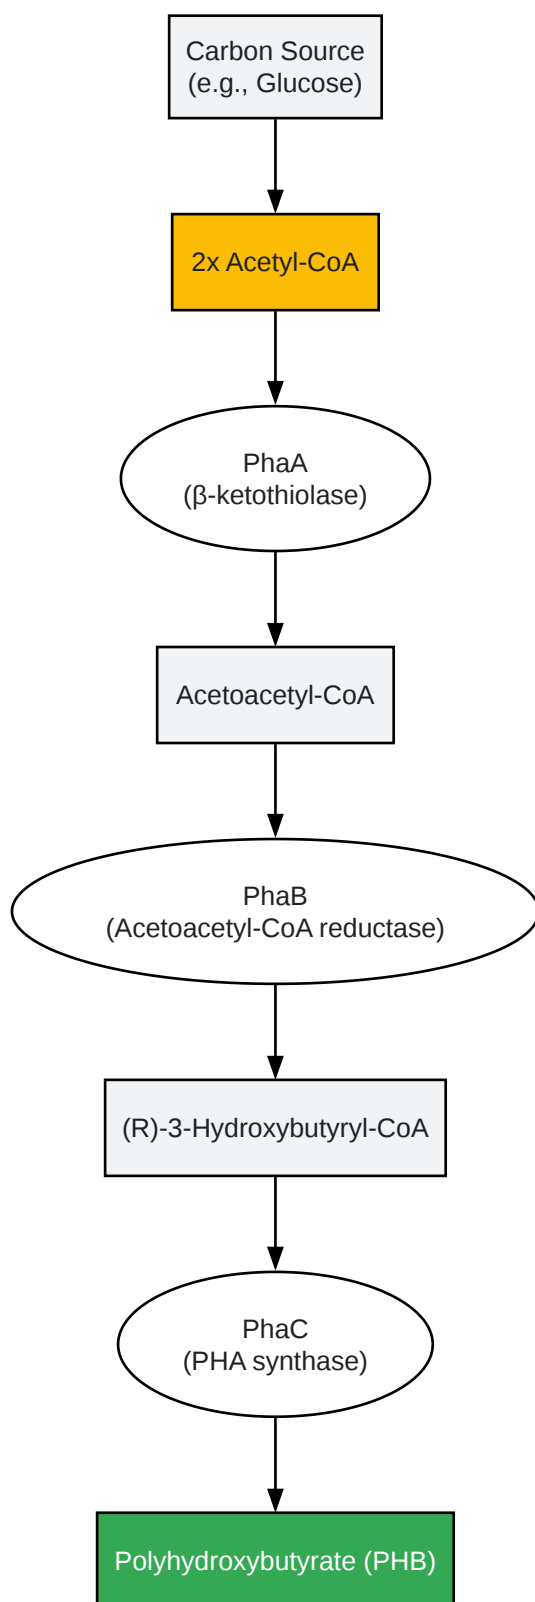 Carbon Source
(e.g., Glucose)
2x Acetyl-CoA
PhaA
(β-ketothiolase)
Acetoacetyl-CoA
PhaB
(Acetoacetyl-CoA reductase)
(R)-3-Hydroxybutyryl-CoA
PhaC
(PHA synthase)
Polyhydroxybutyrate (PHB)